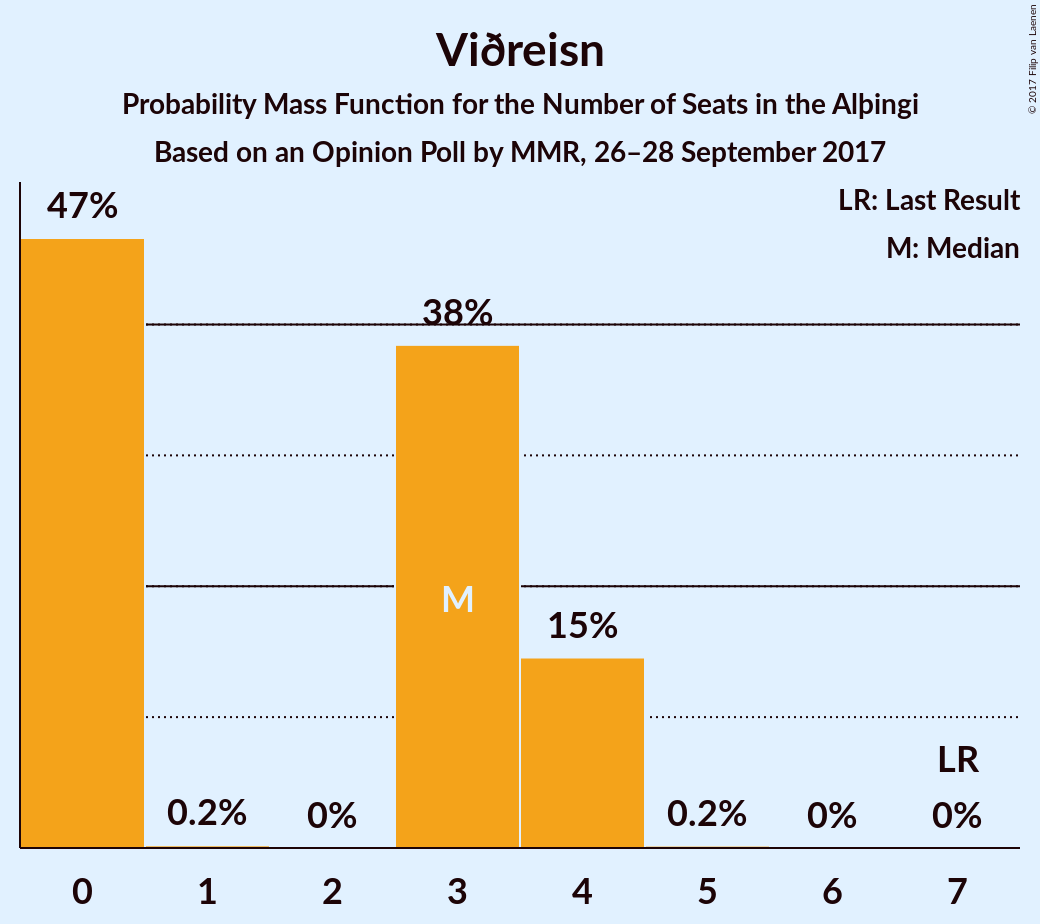 Viðreisn
Probability Mass Function for the Number of Seats in the Alþingi
Based on an Opinion Poll by MMR, 26–28 September 2017
© 2017 Filip van Laenen
LR: Last Result
M: Median
47%
38%
M
15%
LR
0.2%
0%
0.2%
0%
0%
0 1 2 3 4 5 6 7